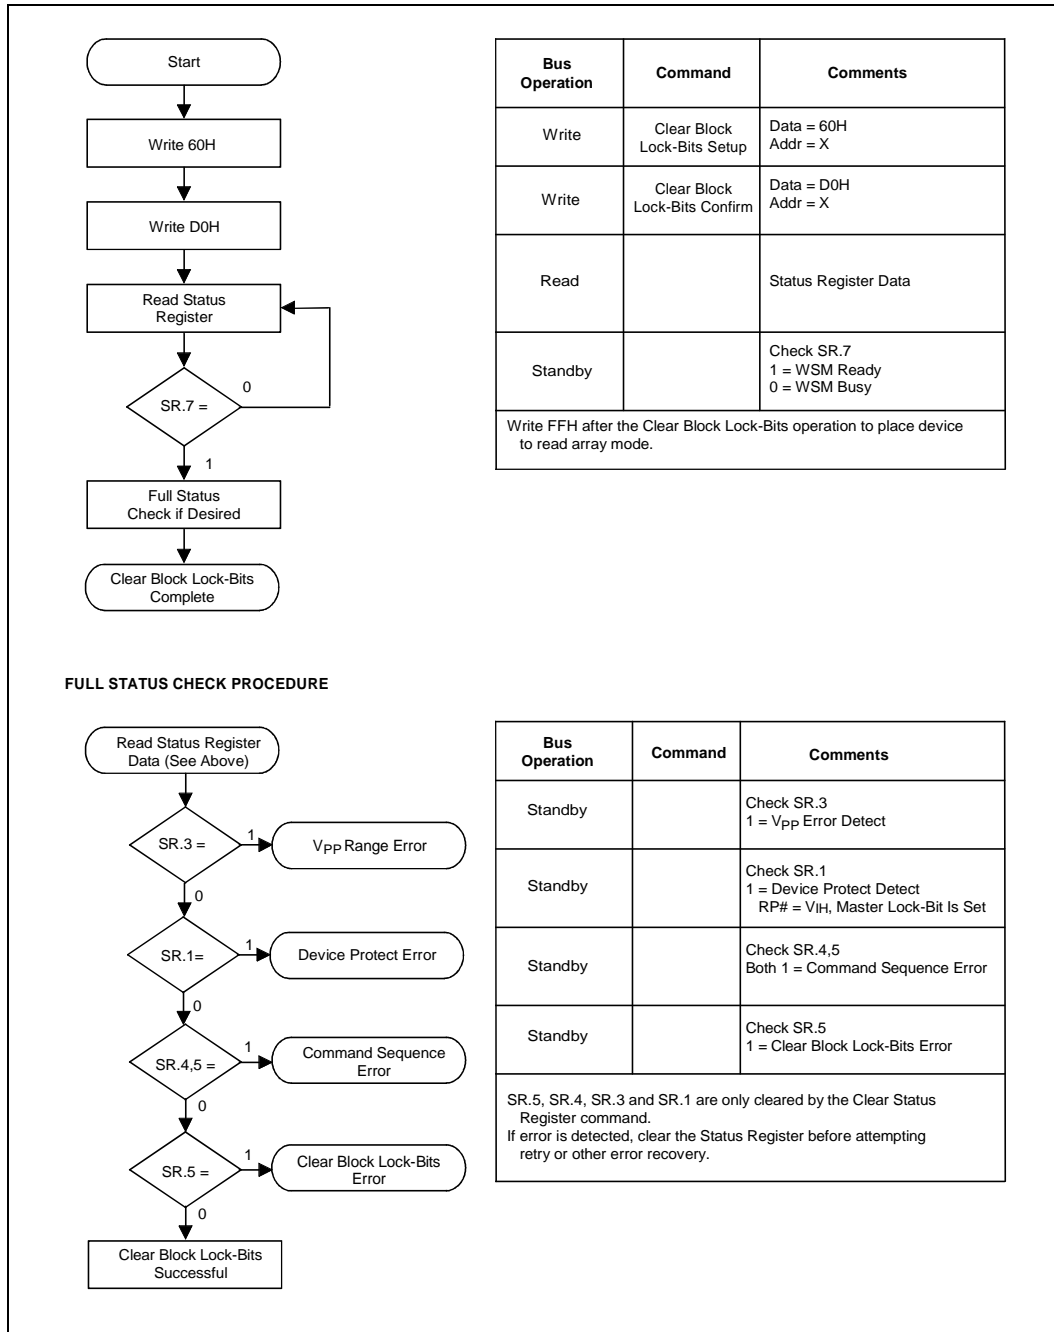 Start
Write 60H
Write D0H
Read Status
Register
SR.7 =
0
1
Full Status
Check if Desired
Clear Block Lock-Bits
Complete
Bus
Operation
Command
Comments
Write
Clear Block
Lock-Bits Setup
Data = 60H
Addr = X
Write
Clear Block
Lock-Bits Confirm
Data = D0H
Addr = X
Read
Status Register Data
Standby
Check SR.7
1 = WSM Ready
0 = WSM Busy
Write FFH after the Clear Block Lock-Bits operation to place device
to read array mode.
FULL STATUS CHECK PROCEDURE
Read Status Register
Data (See Above)
SR.3 =
1
VPP Range Error
0
SR.1=
1
Device Protect Error
0
SR.4,5 =
1
Command Sequence
Error
0
SR.5 =
1
Clear Block Lock-Bits
Error
0
Clear Block Lock-Bits
Successful
Bus
Operation
Command
Comments
Standby
Check SR.3
1 = VPP Error Detect
Standby
Check SR.1
1 = Device Protect Detect
RP# = VIH, Master Lock-Bit Is Set
Standby
Check SR.4,5
Both 1 = Command Sequence Error
Standby
Check SR.5
1 = Clear Block Lock-Bits Error
SR.5, SR.4, SR.3 and SR.1 are only cleared by the Clear Status
Register command.
If error is detected, clear the Status Register before attempting
retry or other error recovery.